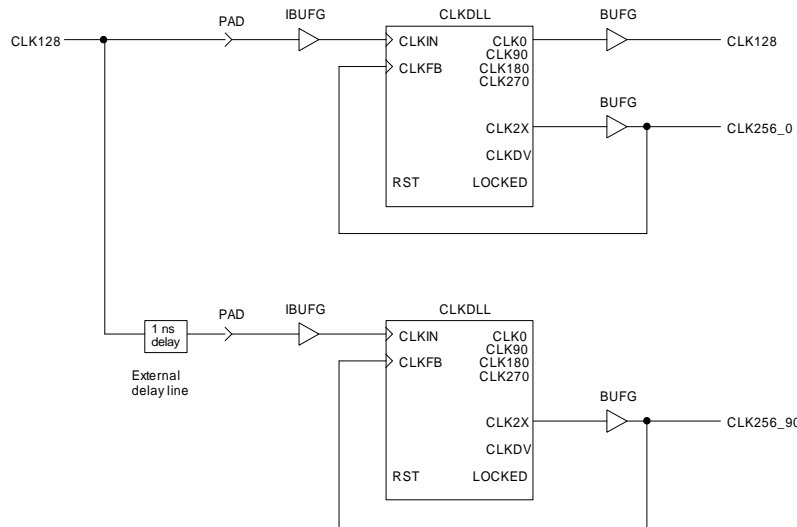 PAD
IBUFG
CLKDLL
BUFG
CLK128
CLKIN
CLK0
CLK128
CLK90
CLKFB
CLK180
CLK270
BUFG
CLK2X
CLK256_0
CLKDV
RST
LOCKED
PAD
IBUFG
CLKDLL
1 ns
delay
CLKIN
CLK0
CLK90
CLKFB
CLK180
CLK270
External
delay line
BUFG
CLK2X
CLK256_90
CLKDV
RST
LOCKED